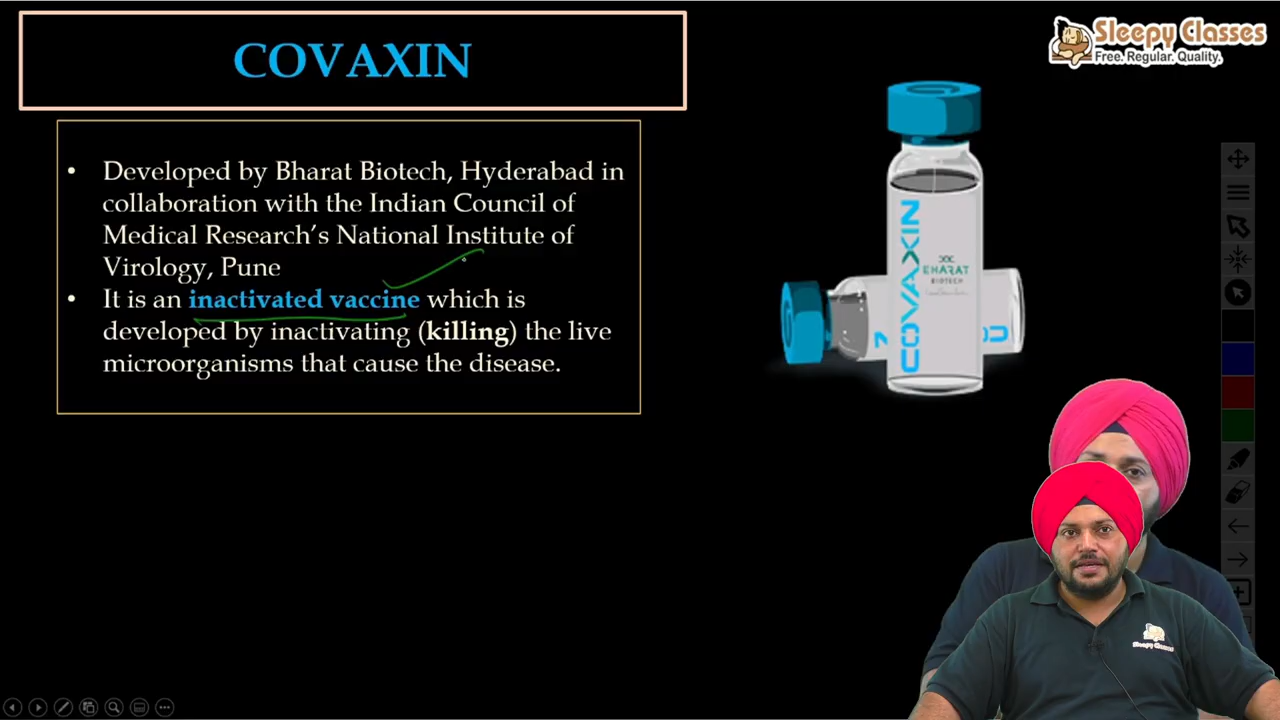 COVAXIN
Sleepy Classes
Free. Regular. Quality.
• Developed by Bharat Biotech, Hyderabad in
collaboration with the Indian Council of
Medical Research's National Institute of
Virology, Pune
• It is an inactivated vaccine which is
developed by inactivating (killing) the live
microorganisms that cause the disease.
COVAXIN
BHARAT
BIOTECH
Sleepy Classes